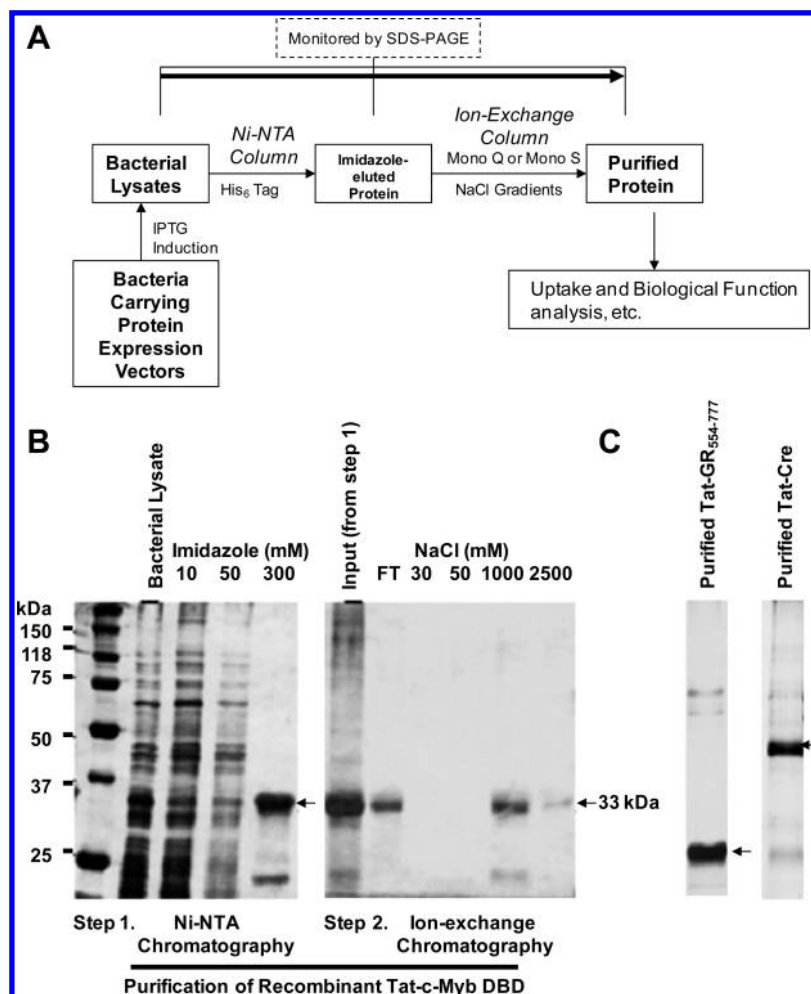 A
Monitored by SDS-PAGE
Ni-NTA
Column
Ion-Exchange
Column
Bacterial
Lysates
His6 Tag
Imidazole-
eluted
Protein
Mono Q or Mono S
NaCl Gradients
Purified
Protein
IPTG
Induction
Bacteria
Carrying
Protein
Expression
Vectors
Uptake and Biological Function
analysis, etc.
B
Bacterial Lysate
Imidazole (mM)
10 50 300
Input (from step 1)
NaCl (mM)
FT 30 50 1000 2500
kDa
150
118
75
50
37
25
33 kDa
Step 1. Ni-NTA
Chromatography
Step 2. Ion-exchange
Chromatography
Purification of Recombinant Tat-c-Myb DBD
C
Purified Tat-GR554-777
Purified Tat-Cre